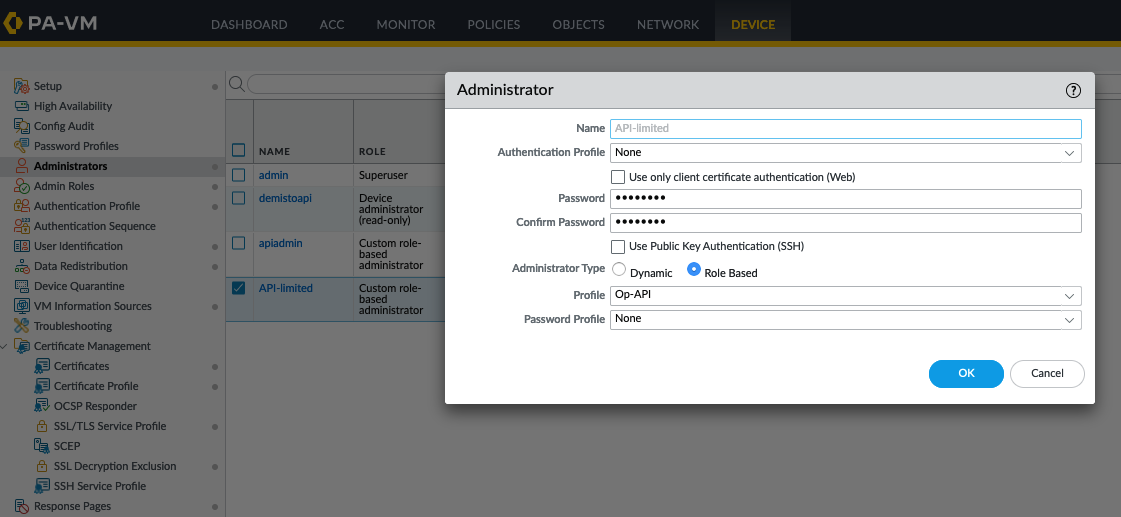 PA-VM
DASHBOARD ACC MONITOR POLICIES OBJECTS NETWORK DEVICE
Setup
High Availability
Config Audit
Password Profiles
Administrators
Admin Roles
Authentication Profile
Authentication Sequence
User Identification
Data Redistribution
Device Quarantine
VM Information Sources
Troubleshooting
Certificate Management
Certificates
Certificate Profile
OCSP Responder
SSL/TLS Service Profile
SCEP
SSL Decryption Exclusion
SSH Service Profile
Response Pages
NAME ROLE
admin Superuser
demistoapi Device
administrator
(read-only)
apiadmin Custom role-
based
administrator
API-limited Custom role-
based
administrator
Administrator
?
Name API-limited
Authentication Profile None
Use only client certificate authentication (Web)
Password ••••••••
Confirm Password ••••••••
Use Public Key Authentication (SSH)
Administrator Type Dynamic Role Based
Profile Op-API
Password Profile None
OK Cancel